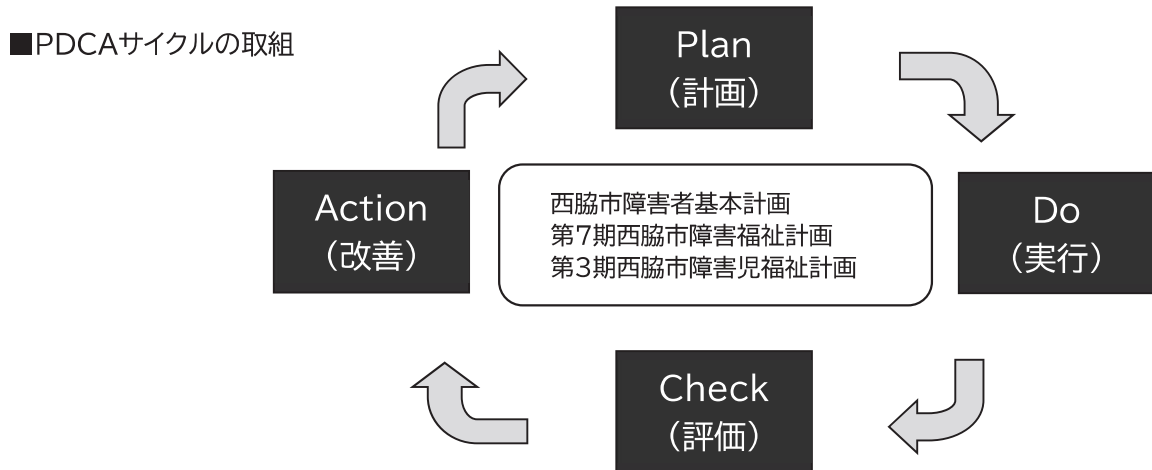 ■PDCAサイクルの取組
Plan
（計画）
Action
（改善）
西脇市障害者基本計画
第7期西脇市障害福祉計画
第3期西脇市障害児福祉計画
Do
（実行）
Check
（評価）